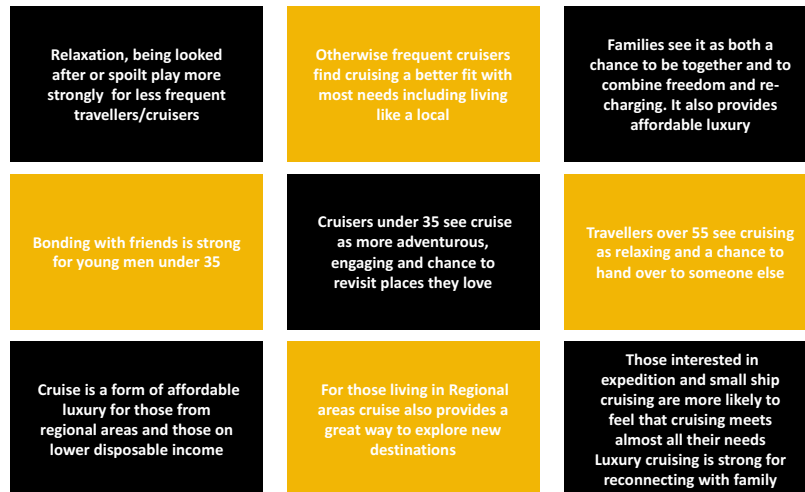 Relaxation, being looked
after or spoilt play more
strongly for less frequent
travellers/cruisers
Otherwise frequent cruisers
find cruising a better fit with
most needs including living
like a local
Families see it as both a
chance to be together and to
combine freedom and re-
charging. It also provides
affordable luxury
Bonding with friends is strong
for young men under 35
Cruisers under 35 see cruise
as more adventurous,
engaging and chance to
revisit places they love
Travellers over 55 see cruising
as relaxing and a chance to
hand over to someone else
Cruise is a form of affordable
luxury for those from
regional areas and those on
lower disposable income
For those living in Regional
areas cruise also provides a
great way to explore new
destinations
Those interested in
expedition and small ship
cruising are more likely to
feel that cruising meets
almost all their needs
Luxury cruising is strong for
reconnecting with family